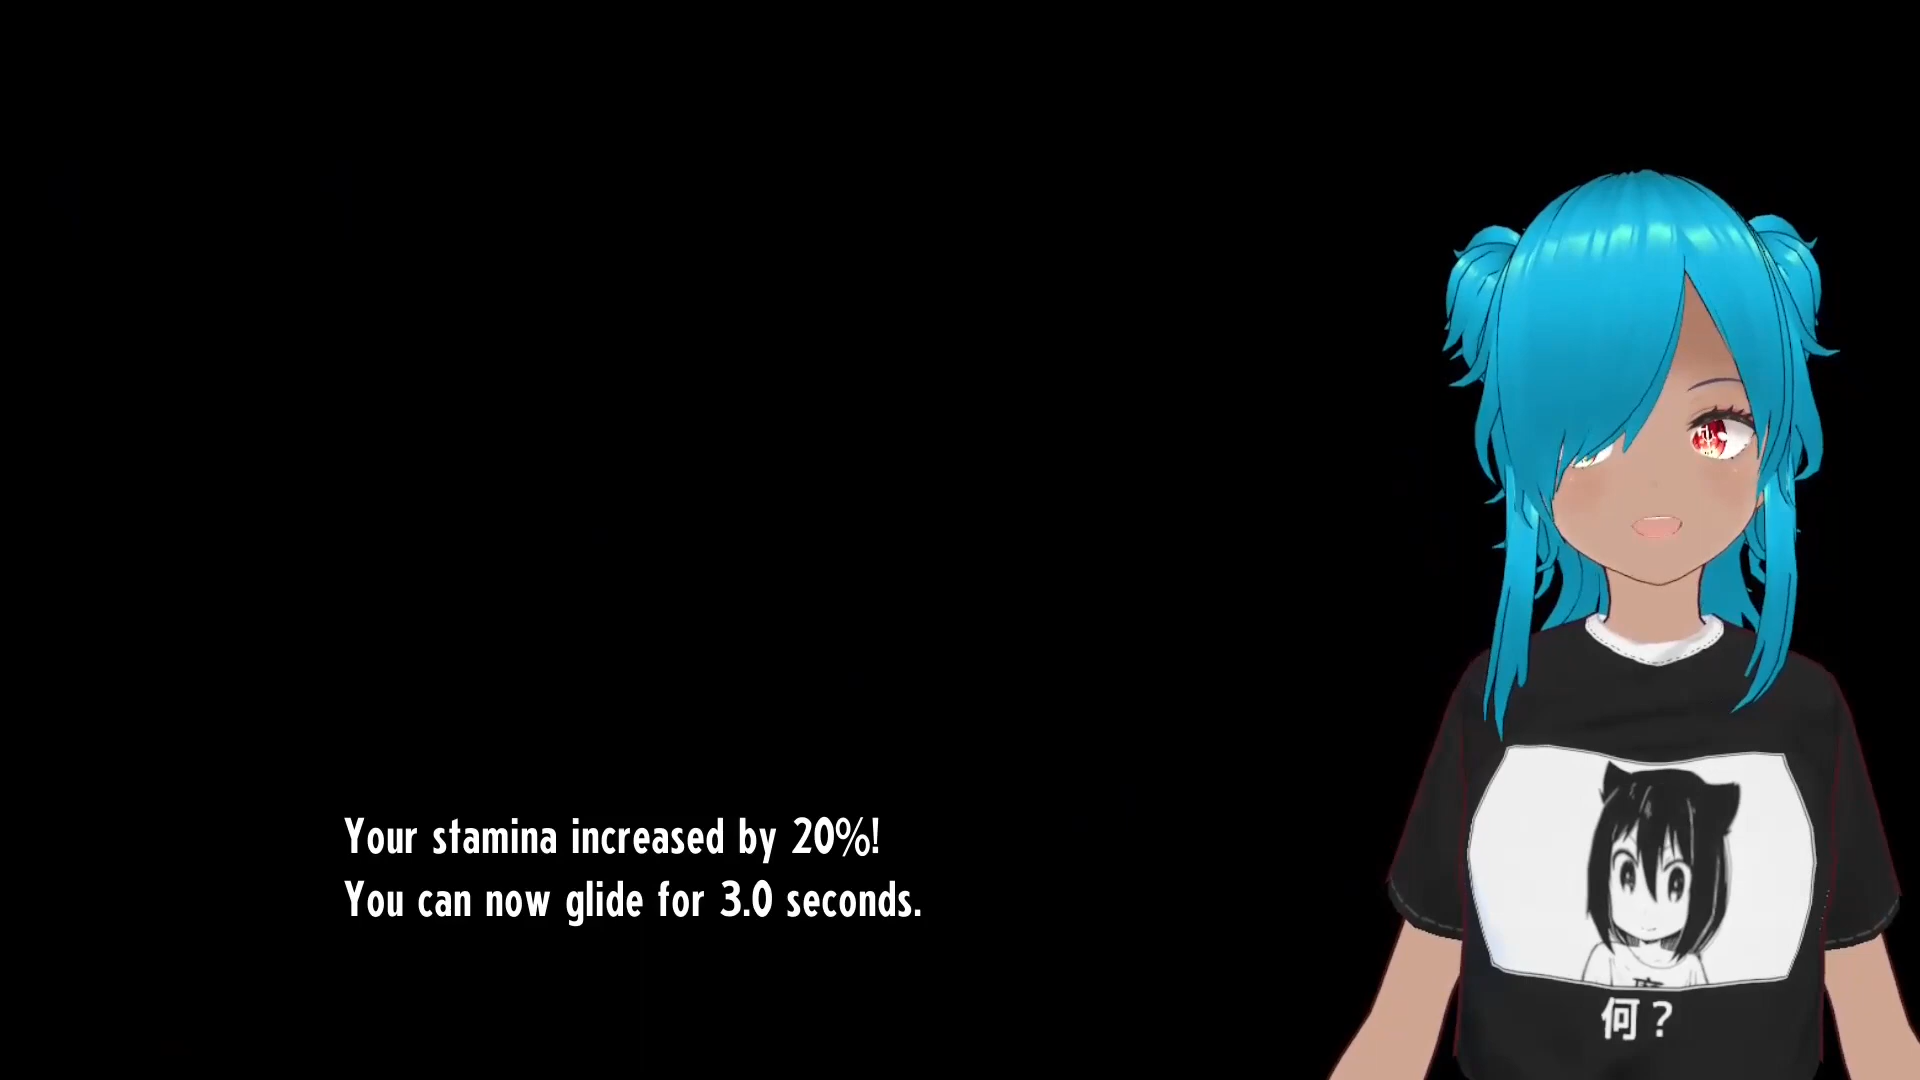 Your stamina increased by 20%!
You can now glide for 3.0 seconds.
何？